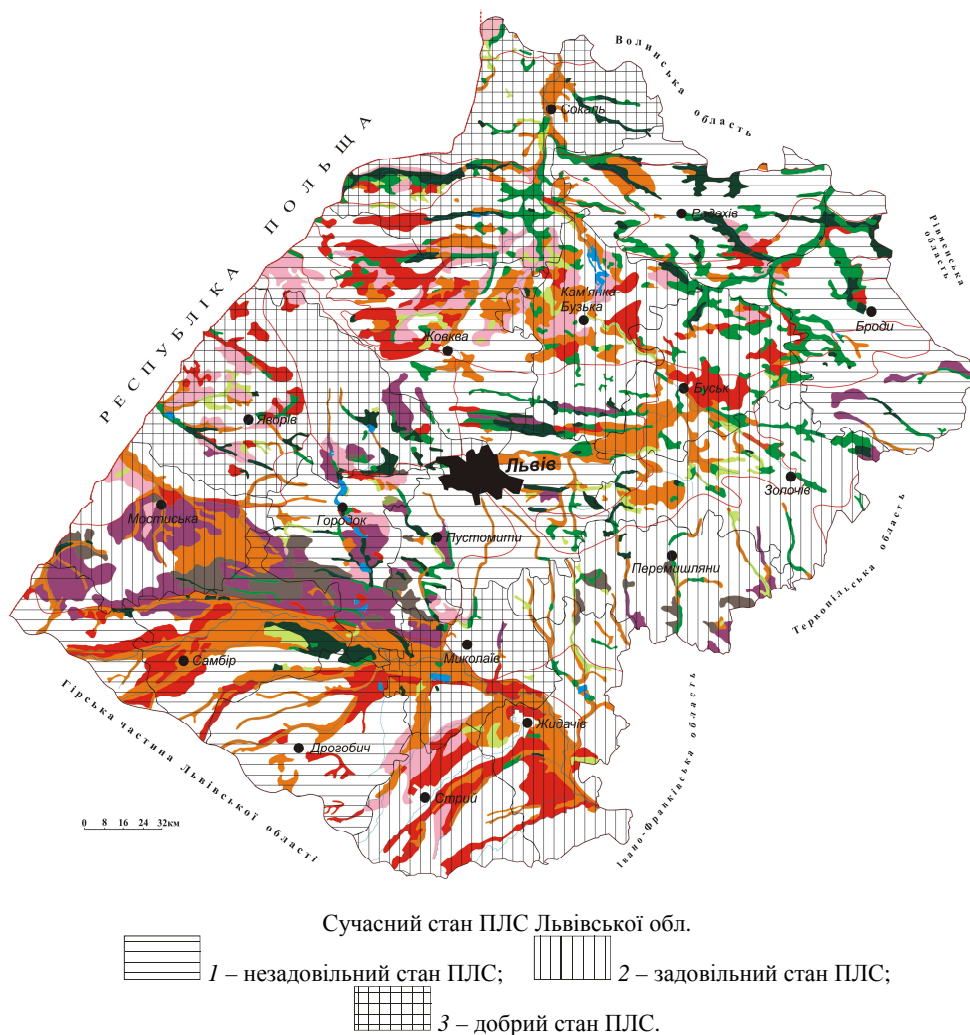 Волинська область
Сокаль
РЕСПУБЛІКА ПОЛЬЩА
Радехів
Рівненська область
Кам'янка
Бузька
Броди
Жовква
Буськ
Яворів
Львів
Золочів
Мостиська
Городок
Пустомити
Перемишляни
Тернопільська область
Миколаїв
Самбір
Гірська частина Львівської області
Жидачів
Дрогобич
Стрий
Івано-Франківська область
0 8 16 24 32км
Сучасний стан ПЛС Львівської обл.
1 – незадовільний стан ПЛС; 2 – задовільний стан ПЛС;
3 – добрий стан ПЛС.